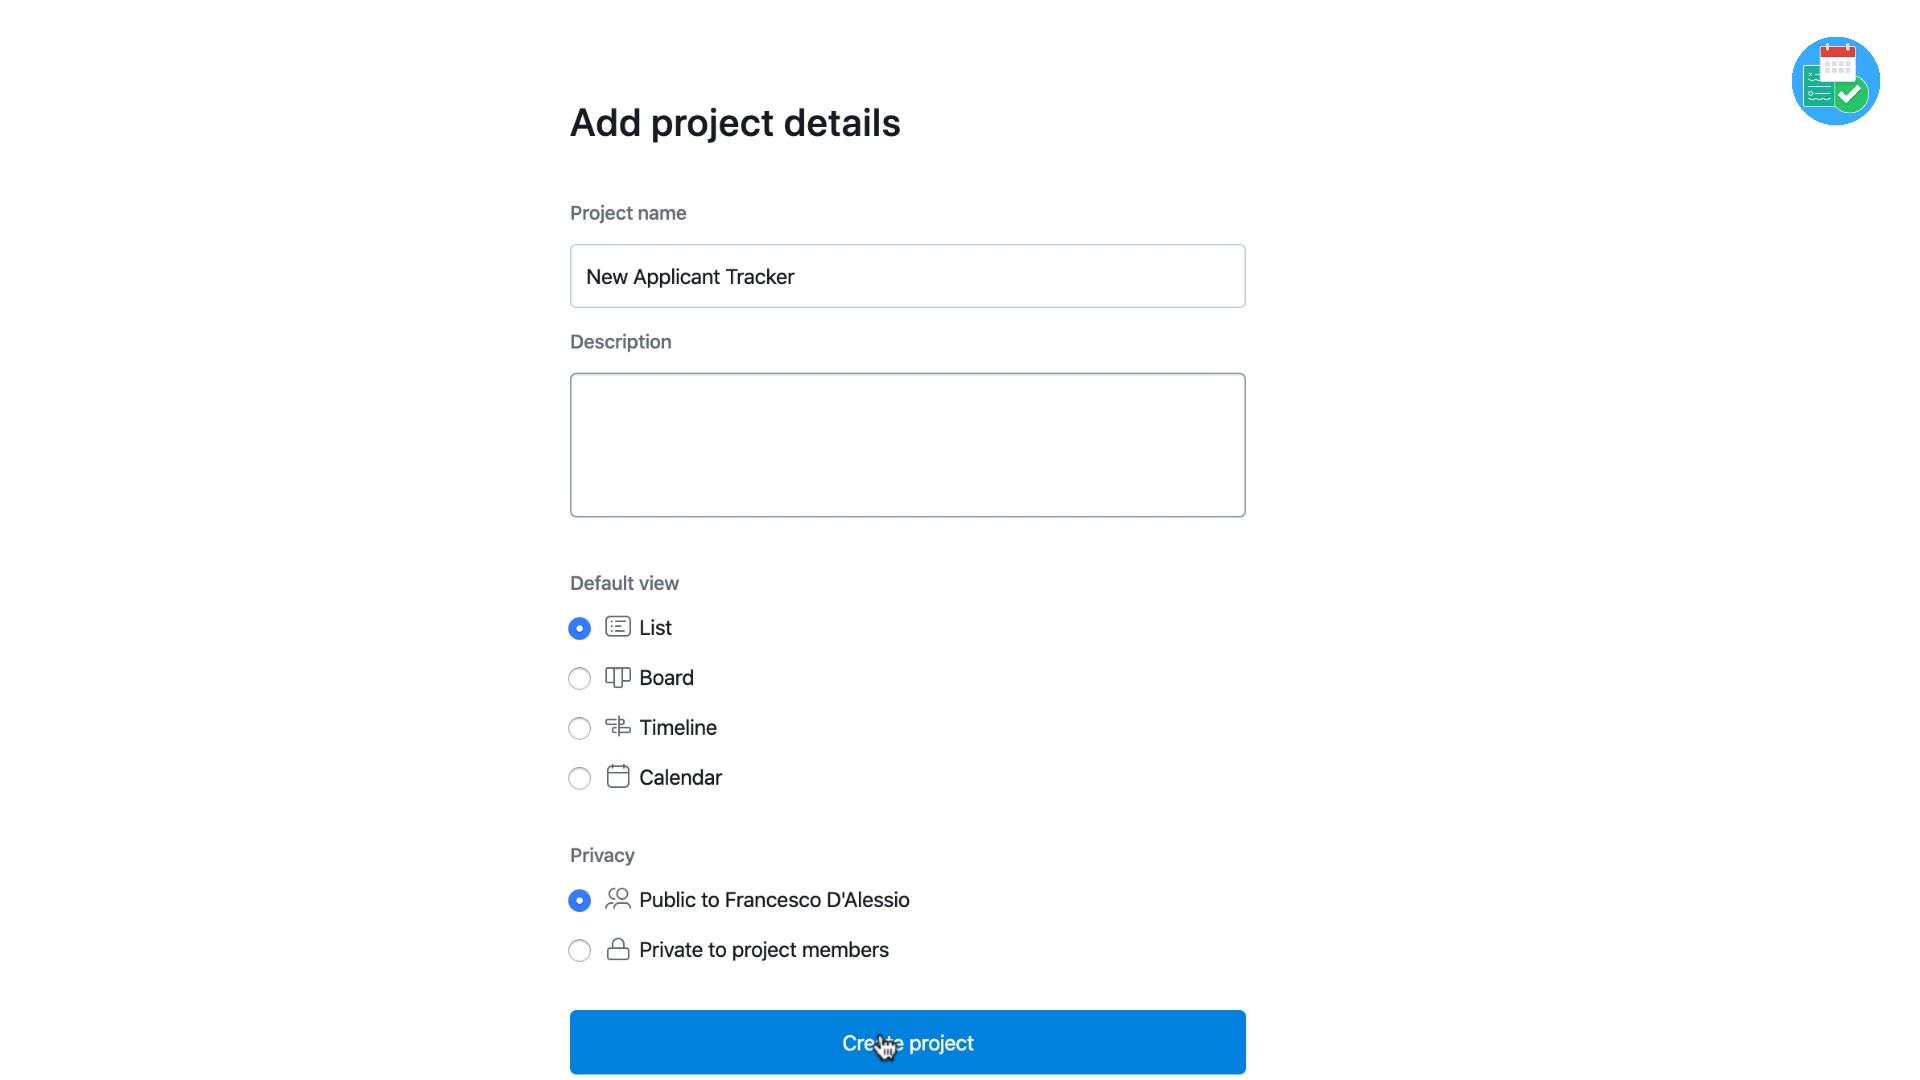 Add project details
Project name
New Applicant Tracker
Description
Default view
List
Board
Timeline
Calendar
Privacy
Public to Francesco D'Alessio
Private to project members
Create project